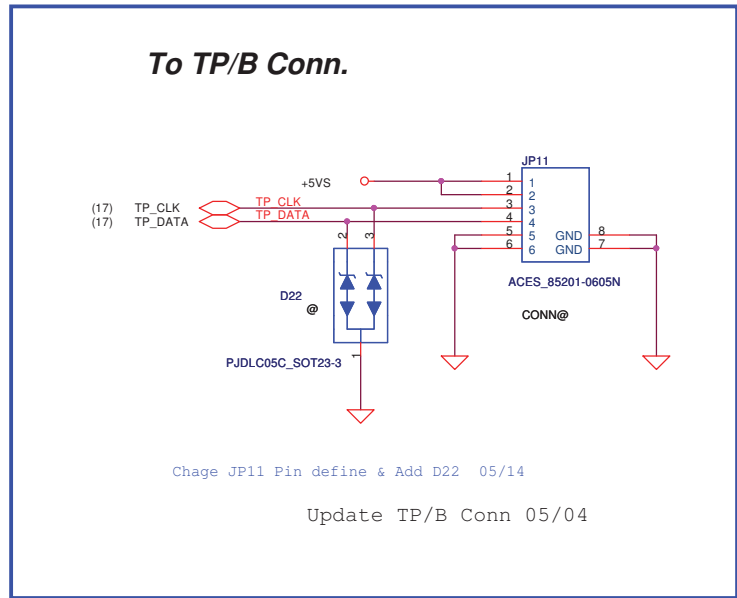 To TP/B Conn.
JP11
+5VS
1 1
2 2
(17) TP_CLK TP_CLK 3 3
(17) TP_DATA TP_DATA 4 4
5 5 GND 8
6 6 GND 7
2 3
ACES_85201-0605N
D22
@
CONN@
PJDLC05C_SOT23-3
1
Chage JP11 Pin define & Add D22 05/14
Update TP/B Conn 05/04